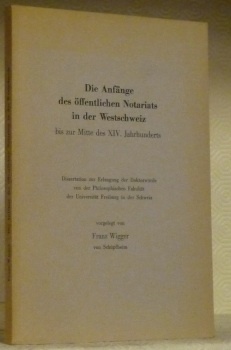 Die Anfänge
des öffentlichen Notariats
in der Westschweiz
bis zur Mitte des XIV. Jahrhunderts
Dissertation zur Erlangung der Doktorwürde
von der Philosophischen Fakultät
der Universität Freiburg in der Schweiz
vorgelegt von
Franz Wigger
von Schüpfheim